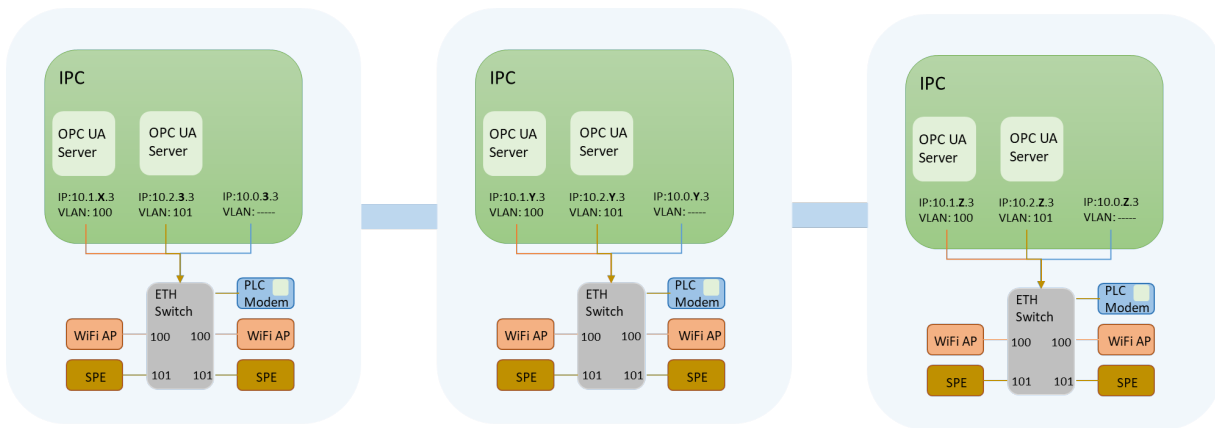 IPC
OPC UA
Server
OPC UA
Server
IP:10.1.X.3
VLAN: 100
IP:10.2.3.3
VLAN: 101
IP:10.0.3.3
VLAN: -----
ETH
Switch
PLC
Modem
WiFi AP
100
100
WiFi AP
SPE
101
101
SPE
IPC
OPC UA
Server
OPC UA
Server
IP:10.1.Y.3
VLAN: 100
IP:10.2.Y.3
VLAN: 101
IP:10.0.Y.3
VLAN: -----
ETH
Switch
PLC
Modem
WiFi AP
100
100
WiFi AP
SPE
101
101
SPE
IPC
OPC UA
Server
OPC UA
Server
IP:10.1.Z.3
VLAN: 100
IP:10.2.Z.3
VLAN: 101
IP:10.0.Z.3
VLAN: -----
ETH
Switch
PLC
Modem
WiFi AP
100
100
WiFi AP
SPE
101
101
SPE